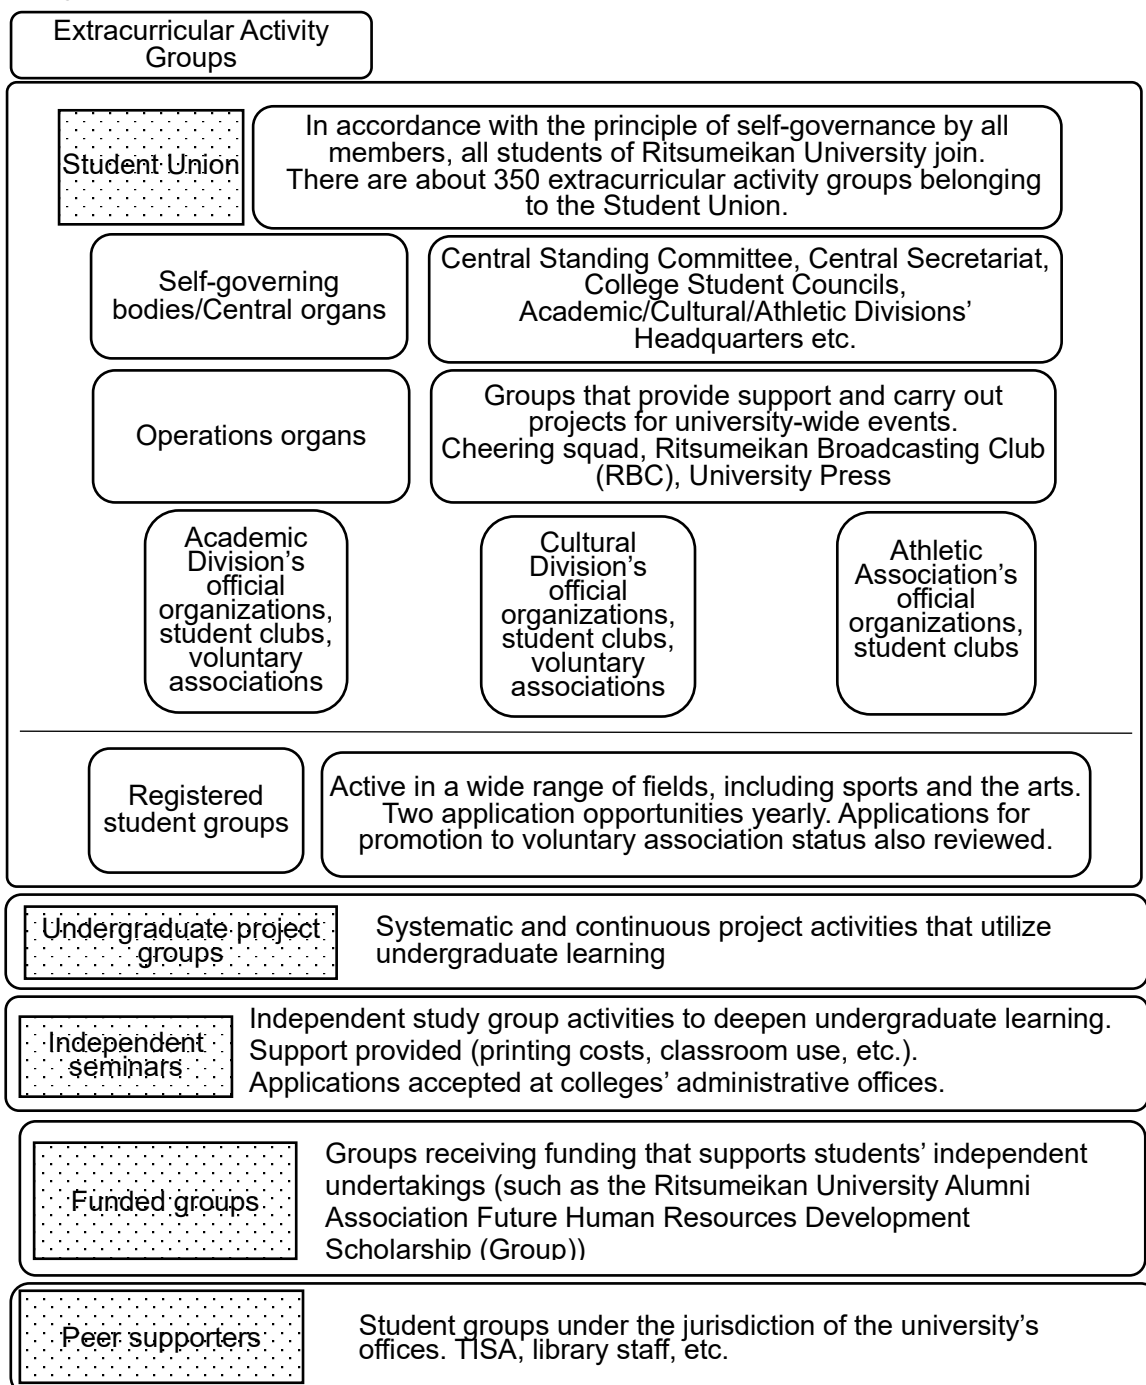 Extracurricular Activity
Groups
Student Union
In accordance with the principle of self-governance by all
members, all students of Ritsumeikan University join.
There are about 350 extracurricular activity groups belonging
to the Student Union.
Self-governing
bodies/Central organs
Central Standing Committee, Central Secretariat,
College Student Councils,
Academic/Cultural/Athletic Divisions’
Headquarters etc.
Operations organs
Groups that provide support and carry out
projects for university-wide events.
Cheering squad, Ritsumeikan Broadcasting Club
(RBC), University Press
Academic
Division’s
official
organizations,
student clubs,
voluntary
associations
Cultural
Division’s
official
organizations,
student clubs,
voluntary
associations
Athletic
Association’s
official
organizations,
student clubs
Registered
student groups
Active in a wide range of fields, including sports and the arts.
Two application opportunities yearly. Applications for
promotion to voluntary association status also reviewed.
Undergraduate project
groups
Systematic and continuous project activities that utilize
undergraduate learning
Independent
seminars
Independent study group activities to deepen undergraduate learning.
Support provided (printing costs, classroom use, etc.).
Applications accepted at colleges’ administrative offices.
Funded groups
Groups receiving funding that supports students’ independent
undertakings (such as the Ritsumeikan University Alumni
Association Future Human Resources Development
Scholarship (Group))
Peer supporters
Student groups under the jurisdiction of the university’s
offices. TISA, library staff, etc.